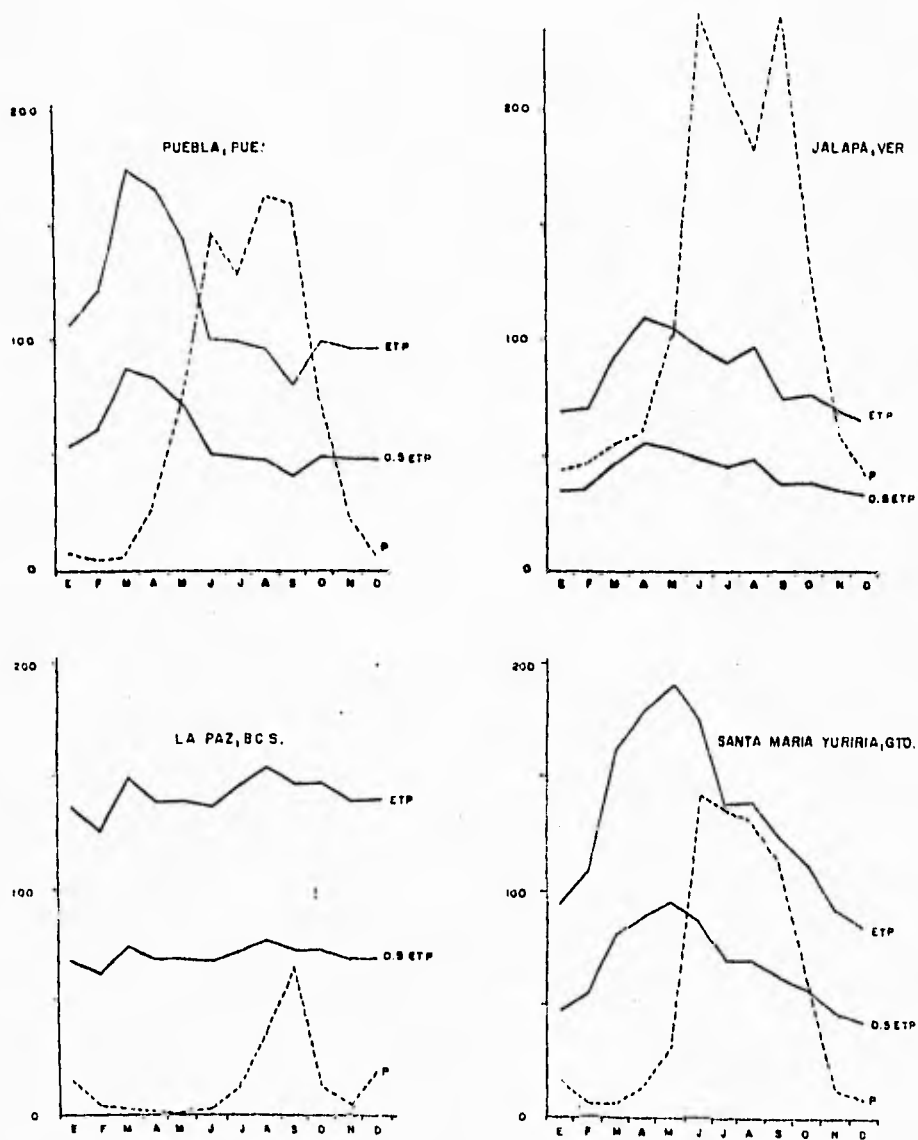 200
PUEBLA, PUE.
ETP
0.5 ETP
P
0
E F M A M J J A S O N D
200
JALAPA, VER
100
ETP
P
0.5 ETP
0
E F M A M J J A S O N D
200
LA PAZ, BCS.
ETP
100
0.5 ETP
P
0
E F M A M J J A S O N D
200
SANTA MARIA YURIRIA, GTO.
100
ETP
0.5 ETP
P
0
E F M A M J J A S O N D